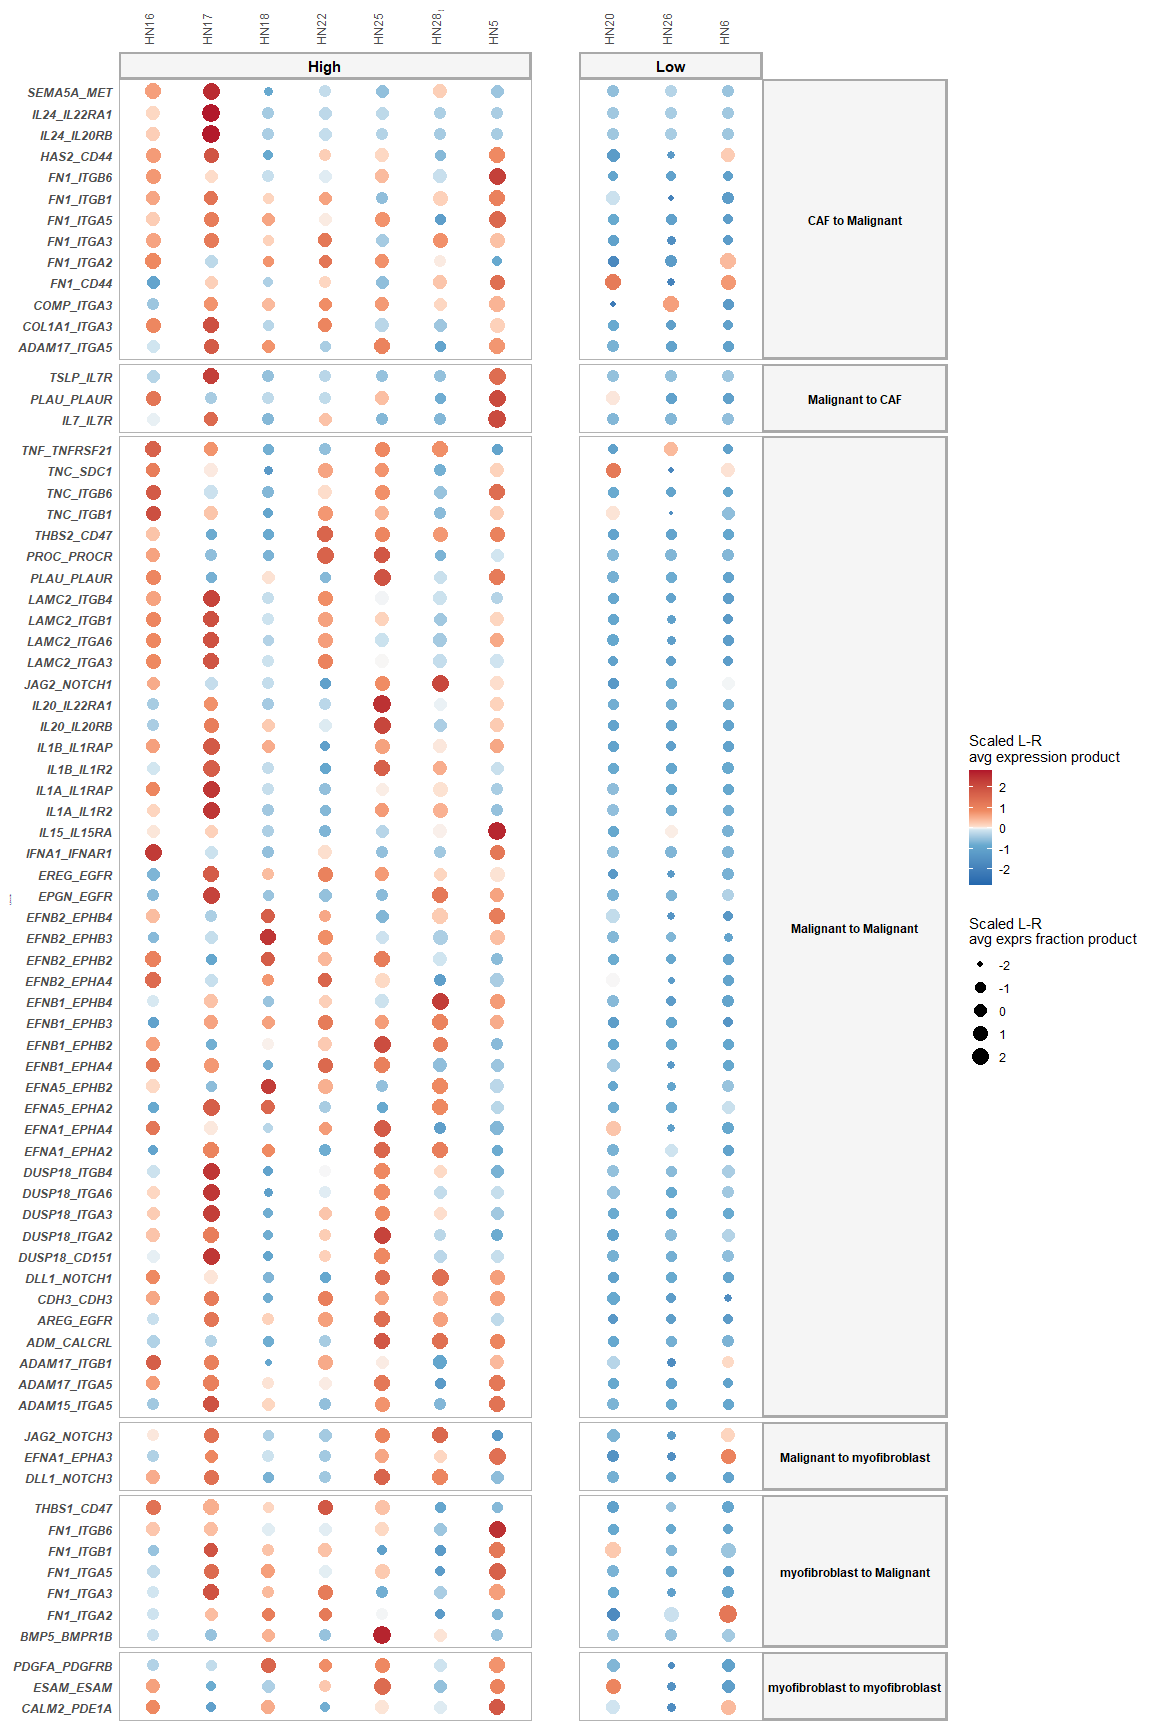 HN16 HN17 HN18 HN22 HN25 HN28 HN5 HN20 HN26 HN6
High Low
SEMA5A_MET
IL24_IL22RA1
IL24_IL20RB
HAS2_CD44
FN1_ITGB6
FN1_ITGB1
FN1_ITGA5
CAF to Malignant
FN1_ITGA3
FN1_ITGA2
FN1_CD44
COMP_ITGA3
COL1A1_ITGA3
ADAM17_ITGA5
TSLP_IL7R
PLAU_PLAUR
Malignant to CAF
IL7_IL7R
TNF_TNFRSF21
TNC_SDC1
TNC_ITGB6
TNC_ITGB1
THBS2_CD47
PROC_PROCR
PLAU_PLAUR
LAMC2_ITGB4
LAMC2_ITGB1
LAMC2_ITGA6
LAMC2_ITGA3
JAG2_NOTCH1
IL20_IL22RA1
IL20_IL20RB
IL1B_IL1RAP
IL1B_IL1R2
IL1A_IL1RAP
IL1A_IL1R2
IL15_IL15RA
IFNA1_IFNAR1
EREG_EGFR
EPGN_EGFR
EFNB2_EPHB4
Malignant to Malignant
EFNB2_EPHB3
EFNB2_EPHB2
EFNB2_EPHA4
EFNB1_EPHB4
EFNB1_EPHB3
EFNB1_EPHB2
EFNB1_EPHA4
EFNA5_EPHB2
EFNA5_EPHA2
EFNA1_EPHA4
EFNA1_EPHA2
DUSP18_ITGB4
DUSP18_ITGA6
DUSP18_ITGA3
DUSP18_ITGA2
DUSP18_CD151
DLL1_NOTCH1
CDH3_CDH3
AREG_EGFR
ADM_CALCRL
ADAM17_ITGB1
ADAM17_ITGA5
ADAM15_ITGA5
JAG2_NOTCH3
EFNA1_EPHA3
Malignant to myofibroblast
DLL1_NOTCH3
THBS1_CD47
FN1_ITGB6
FN1_ITGB1
FN1_ITGA5
myofibroblast to Malignant
FN1_ITGA3
FN1_ITGA2
BMP5_BMPR1B
PDGFA_PDGFRB
ESAM_ESAM
myofibroblast to myofibroblast
CALM2_PDE1A
Scaled L-R
avg expression product
2
1
0
-1
-2
Scaled L-R
avg exprs fraction product
-2
-1
0
1
2